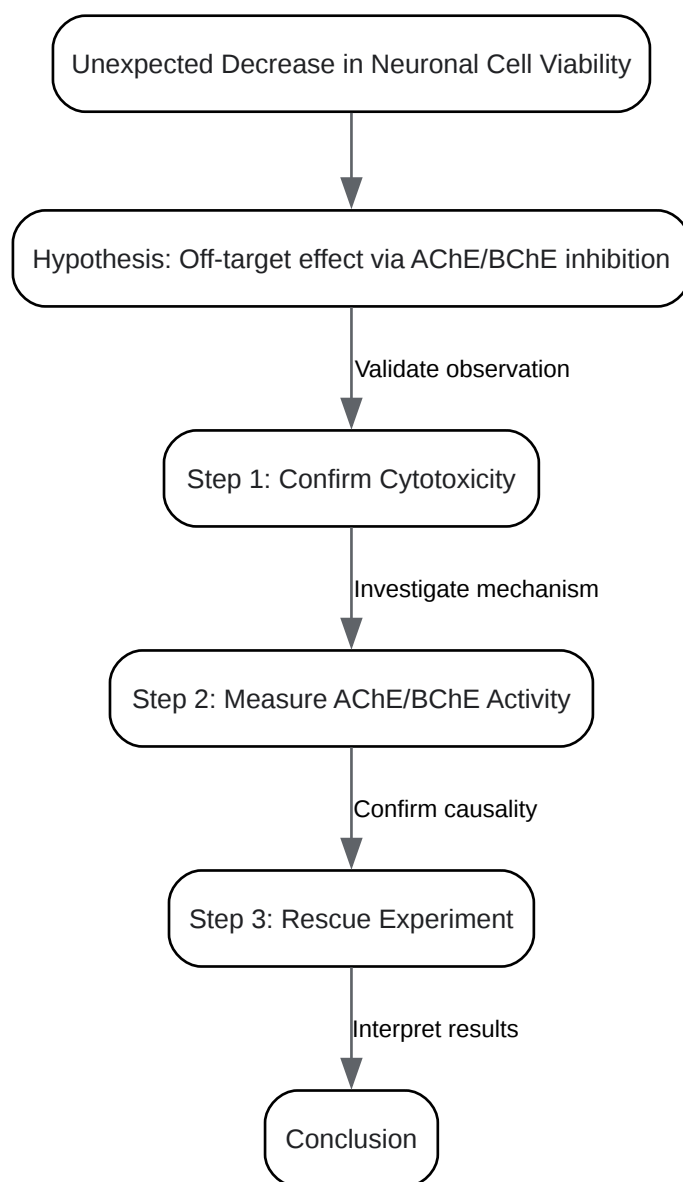 Unexpected Decrease in Neuronal Cell Viability
Hypothesis: Off-target effect via AChE/BChE inhibition
Validate observation
Step 1: Confirm Cytotoxicity
Investigate mechanism
Step 2: Measure AChE/BChE Activity
Confirm causality
Step 3: Rescue Experiment
Interpret results
Conclusion